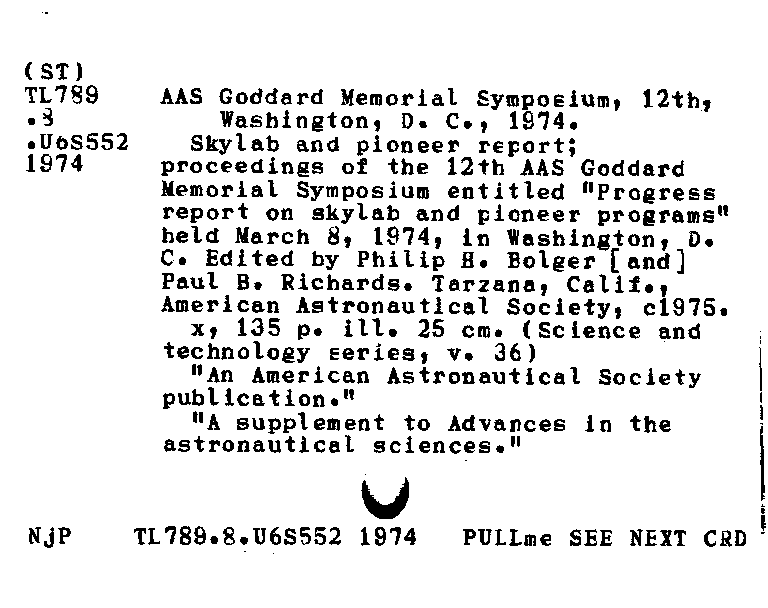 (ST)
TL789 AAS Goddard Memorial Symposium, 12th,
.8 Washington, D. C., 1974.
.U6S552 Skylab and pioneer report;
1974 proceedings of the 12th AAS Goddard
Memorial Symposium entitled "Progress
report on skylab and pioneer programs"
held March 8, 1974, in Washington, D.
C. Edited by Philip H. Bolger [and]
Paul B. Richards. Tarzana, Calif.,
American Astronautical Society, c1975.
x, 135 p. ill. 25 cm. (Science and
technology series, v. 36)
"An American Astronautical Society
publication."
"A supplement to Advances in the
astronautical sciences."
NjP TL789.8.U6S552 1974 PULLme SEE NEXT CRD